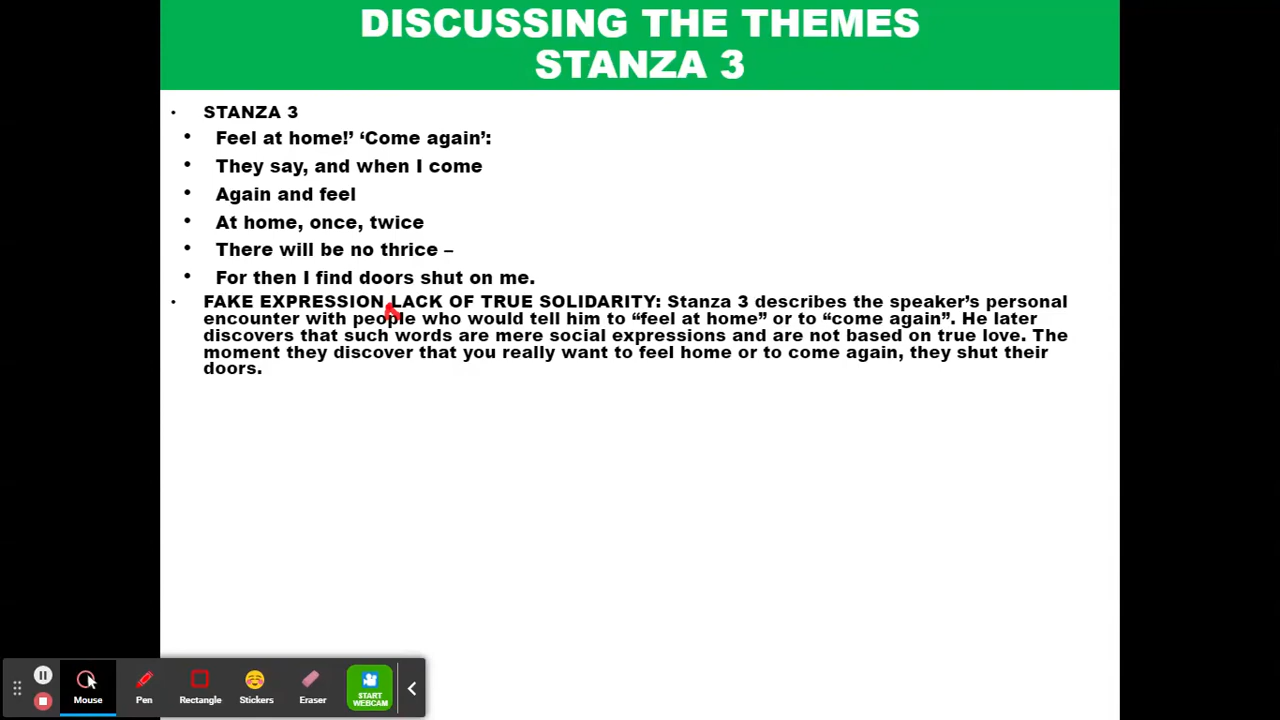 DISCUSSING THE THEMES
STANZA 3
• STANZA 3
• Feel at home!’ ‘Come again’:
• They say, and when I come
• Again and feel
• At home, once, twice
• There will be no thrice –
• For then I find doors shut on me.
• FAKE EXPRESSION LACK OF TRUE SOLIDARITY: Stanza 3 describes the speaker’s personal
encounter with people who would tell him to “feel at home” or to “come again”. He later
discovers that such words are mere social expressions and are not based on true love. The
moment they discover that you really want to feel home or to come again, they shut their
doors.
Mouse Pen Rectangle Stickers Eraser START
WEBCAM